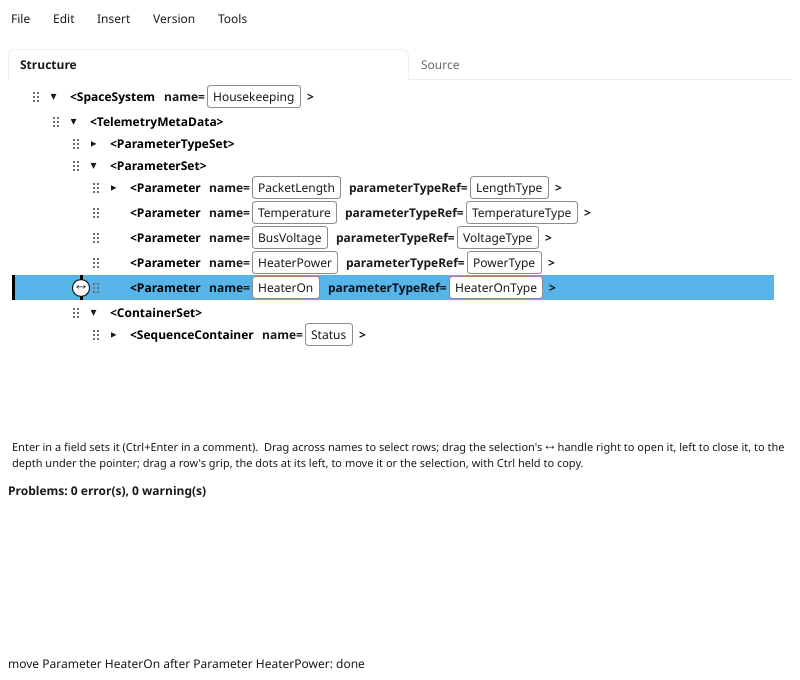 File Edit Insert Version Tools
Structure Source
<SpaceSystem name= Housekeeping >
<TelemetryMetaData>
<ParameterTypeSet>
<ParameterSet>
<Parameter name= PacketLength parameterTypeRef= LengthType >
<Parameter name= Temperature parameterTypeRef= TemperatureType >
<Parameter name= BusVoltage parameterTypeRef= VoltageType >
<Parameter name= HeaterPower parameterTypeRef= PowerType >
<Parameter name= HeaterOn parameterTypeRef= HeaterOnType >
<ContainerSet>
<SequenceContainer name= Status >
Enter in a field sets it (Ctrl+Enter in a comment). Drag across names to select rows; drag the selection's ↔ handle right to open it, left to close it, to the
depth under the pointer; drag a row's grip, the dots at its left, to move it or the selection, with Ctrl held to copy.
Problems: 0 error(s), 0 warning(s)
move Parameter HeaterOn after Parameter HeaterPower: done